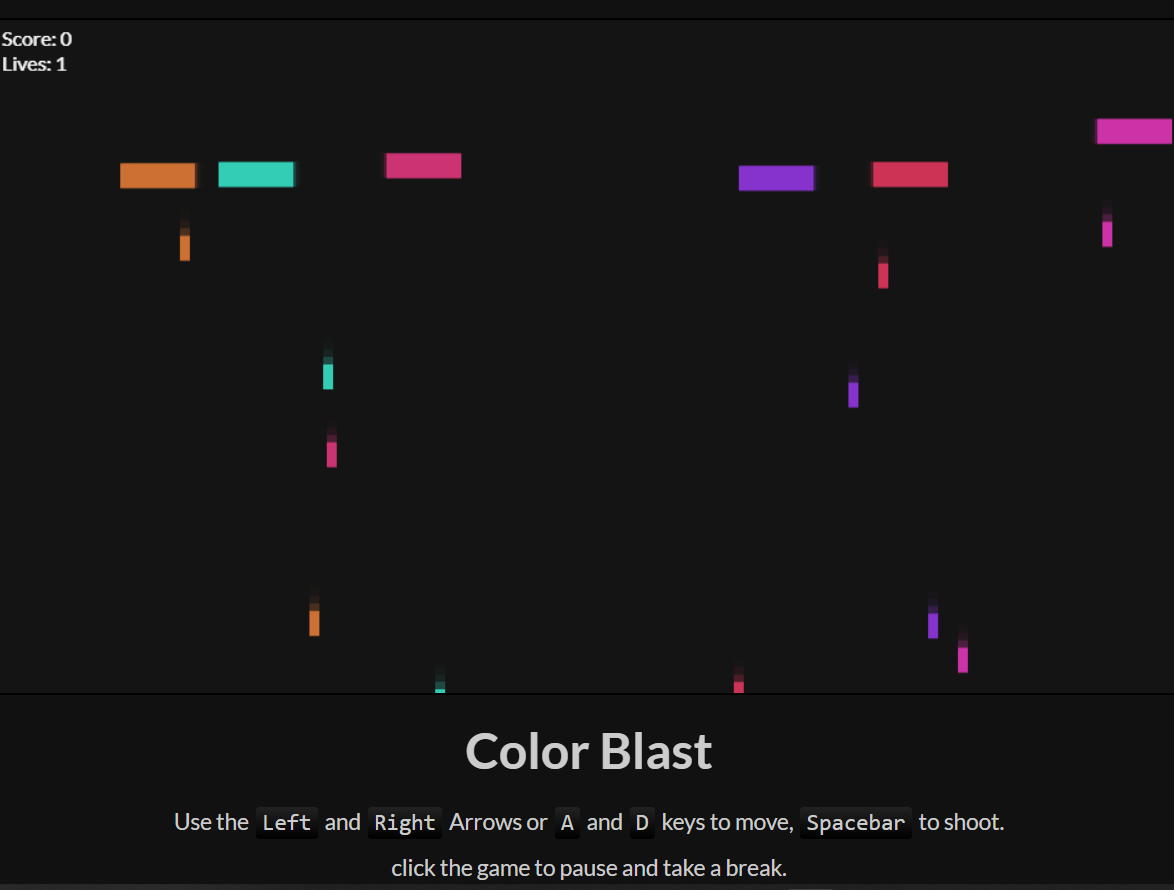 Score: 0
Lives: 1
Color Blast
Use the Left and Right Arrows or A and D keys to move, Spacebar to shoot.
click the game to pause and take a break.